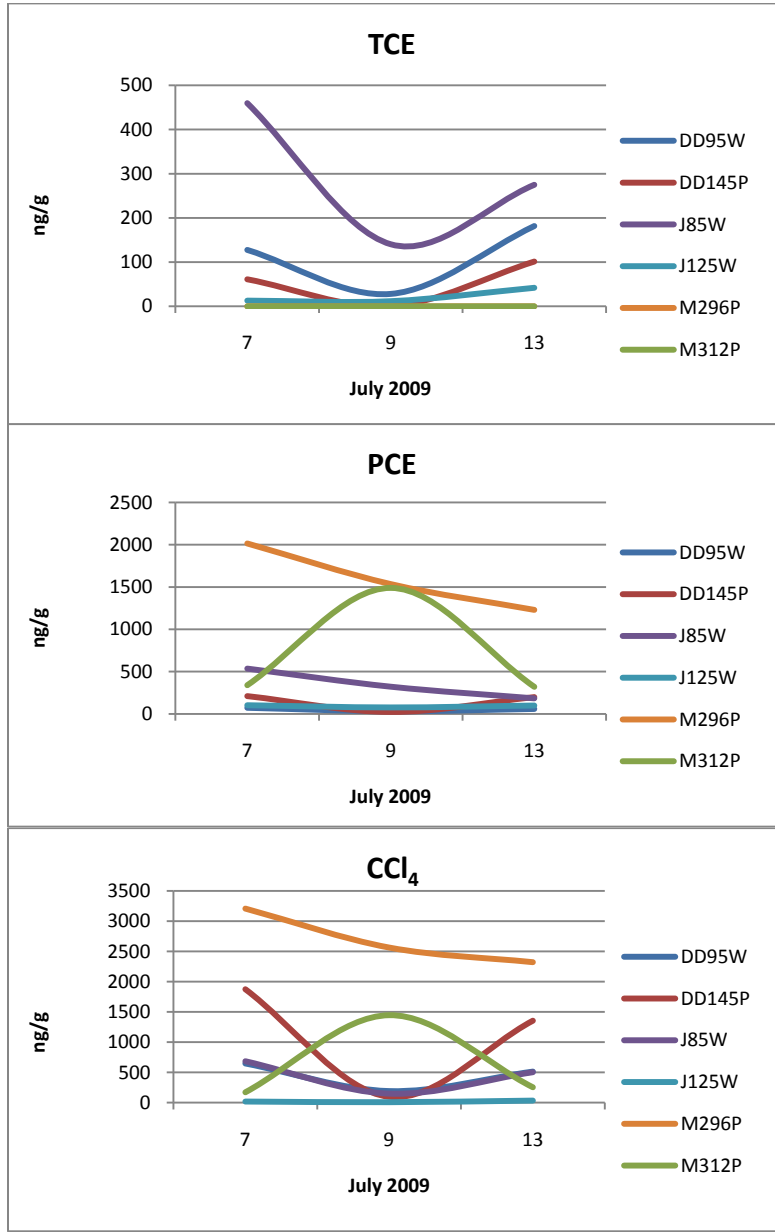 TCE
500
400
300
200
100
0
ng/g
7 9 13
July 2009
DD95W
DD145P
J85W
J125W
M296P
M312P
PCE
2500
2000
1500
1000
500
0
ng/g
7 9 13
July 2009
DD95W
DD145P
J85W
J125W
M296P
M312P
CCl₄
3500
3000
2500
2000
1500
1000
500
0
ng/g
7 9 13
July 2009
DD95W
DD145P
J85W
J125W
M296P
M312P